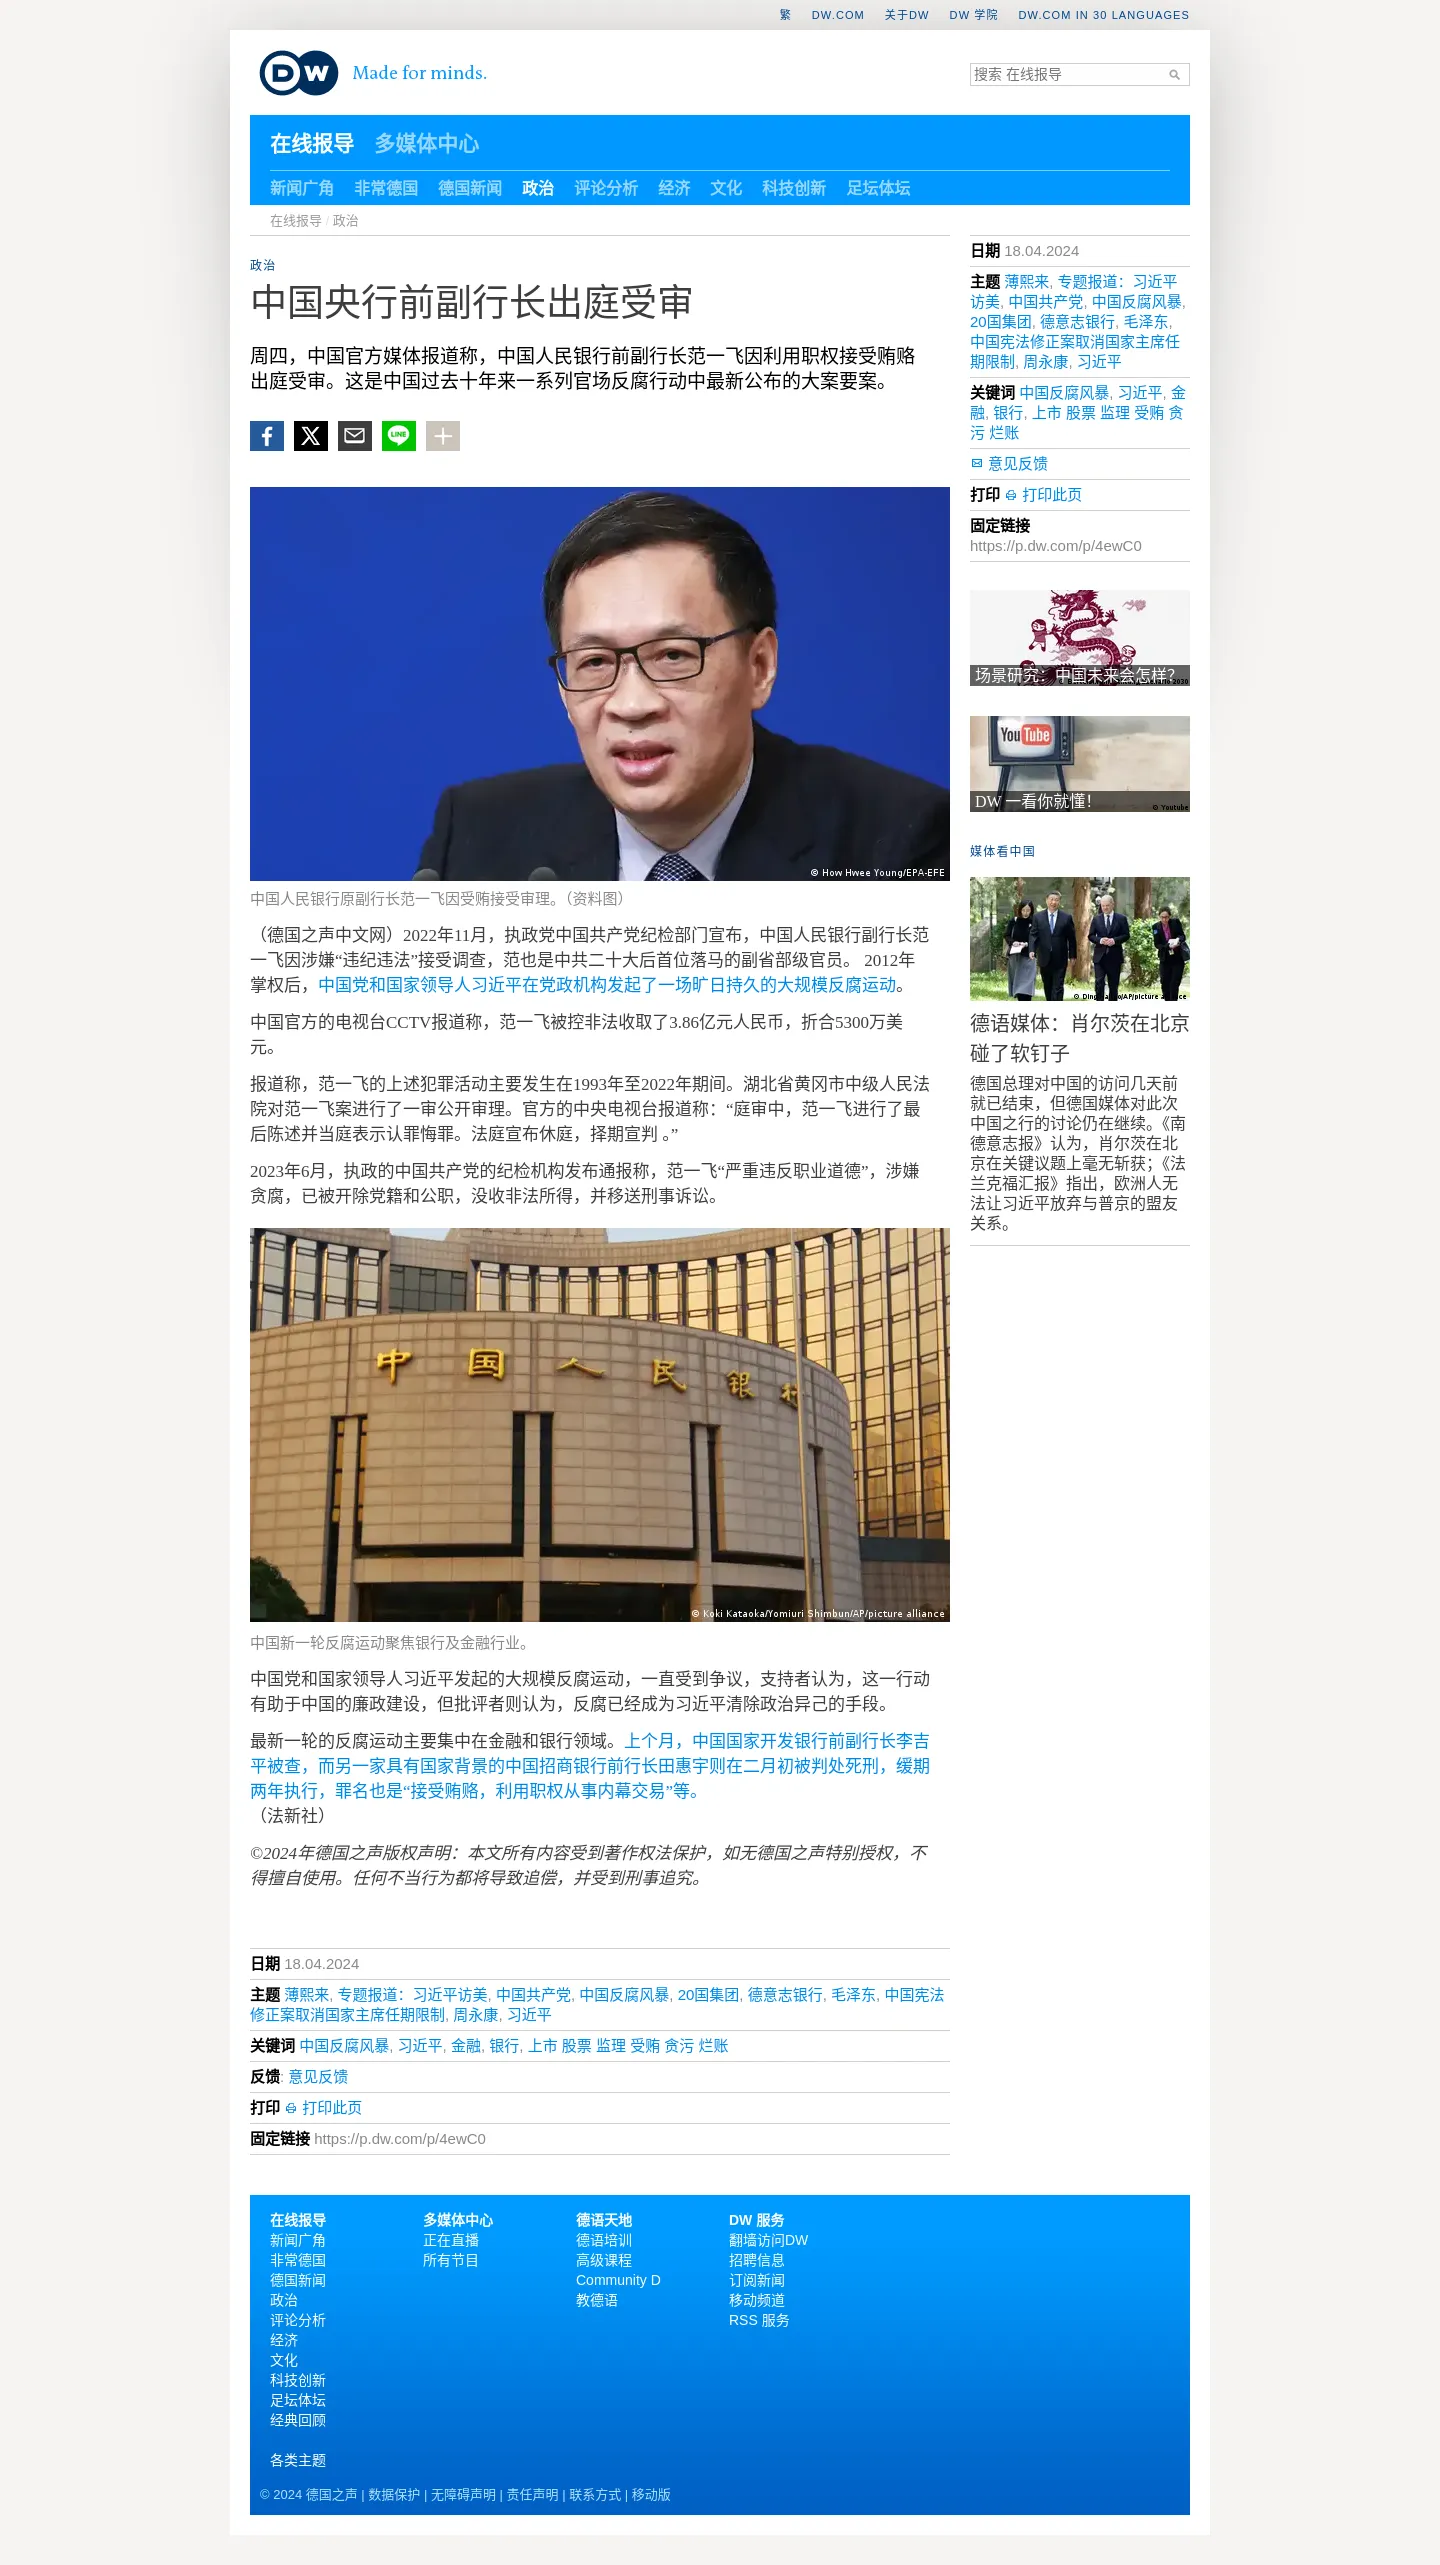 繁 DW.COM 关于DW DW 学院 DW.COM IN 30 LANGUAGES
DW Made for minds.
搜索 在线报导
在线报导 多媒体中心
新闻广角 非常德国 德国新闻 政治 评论分析 经济 文化 科技创新 足坛体坛
在线报导 / 政治
政治
中国央行前副行长出庭受审
周四，中国官方媒体报道称，中国人民银行前副行长范一飞因利用职权接受贿赂
出庭受审。这是中国过去十年来一系列官场反腐行动中最新公布的大案要案。
LINE
© How Hwee Young/EPA-EFE
中国人民银行原副行长范一飞因受贿接受审理。（资料图）
（德国之声中文网）2022年11月，执政党中国共产党纪检部门宣布，中国人民银行副行长范
一飞因涉嫌“违纪违法”接受调查，范也是中共二十大后首位落马的副省部级官员。 2012年
掌权后，中国党和国家领导人习近平在党政机构发起了一场旷日持久的大规模反腐运动。
中国官方的电视台CCTV报道称，范一飞被控非法收取了3.86亿元人民币，折合5300万美
元。
报道称，范一飞的上述犯罪活动主要发生在1993年至2022年期间。湖北省黄冈市中级人民法
院对范一飞案进行了一审公开审理。官方的中央电视台报道称：“庭审中，范一飞进行了最
后陈述并当庭表示认罪悔罪。法庭宣布休庭，择期宣判 。”
2023年6月，执政的中国共产党的纪检机构发布通报称，范一飞“严重违反职业道德”，涉嫌
贪腐，已被开除党籍和公职，没收非法所得，并移送刑事诉讼。
中国人民银行
© Koki Kataoka/Yomiuri Shimbun/AP/picture alliance
中国新一轮反腐运动聚焦银行及金融行业。
中国党和国家领导人习近平发起的大规模反腐运动，一直受到争议，支持者认为，这一行动
有助于中国的廉政建设，但批评者则认为，反腐已经成为习近平清除政治异己的手段。
最新一轮的反腐运动主要集中在金融和银行领域。上个月，中国国家开发银行前副行长李吉
平被查，而另一家具有国家背景的中国招商银行前行长田惠宇则在二月初被判处死刑，缓期
两年执行，罪名也是“接受贿赂，利用职权从事内幕交易”等。
（法新社）
©2024年德国之声版权声明：本文所有内容受到著作权法保护，如无德国之声特别授权，不
得擅自使用。任何不当行为都将导致追偿，并受到刑事追究。
日期 18.04.2024
主题 薄熙来, 专题报道：习近平访美, 中国共产党, 中国反腐风暴, 20国集团, 德意志银行, 毛泽东, 中国宪法
修正案取消国家主席任期限制, 周永康, 习近平
关键词 中国反腐风暴, 习近平, 金融, 银行, 上市 股票 监理 受贿 贪污 烂账
反馈: 意见反馈
打印 打印此页
固定链接 https://p.dw.com/p/4ewC0
日期 18.04.2024
主题 薄熙来, 专题报道：习近平
访美, 中国共产党, 中国反腐风暴,
20国集团, 德意志银行, 毛泽东,
中国宪法修正案取消国家主席任
期限制, 周永康, 习近平
关键词 中国反腐风暴, 习近平, 金
融, 银行, 上市 股票 监理 受贿 贪
污 烂账
意见反馈
打印 打印此页
固定链接
https://p.dw.com/p/4ewC0
场景研究：中国未来会怎样？
YouTube
DW 一看你就懂！
© Youtube
媒体看中国
德语媒体：肖尔茨在北京
碰了软钉子
德国总理对中国的访问几天前
就已结束，但德国媒体对此次
中国之行的讨论仍在继续。《南
德意志报》认为，肖尔茨在北
京在关键议题上毫无斩获；《法
兰克福汇报》指出，欧洲人无
法让习近平放弃与普京的盟友
关系。
在线报导
新闻广角
非常德国
德国新闻
政治
评论分析
经济
文化
科技创新
足坛体坛
经典回顾
各类主题
多媒体中心
正在直播
所有节目
德语天地
德语培训
高级课程
Community D
教德语
DW 服务
翻墙访问DW
招聘信息
订阅新闻
移动频道
RSS 服务
© 2024 德国之声 | 数据保护 | 无障碍声明 | 责任声明 | 联系方式 | 移动版